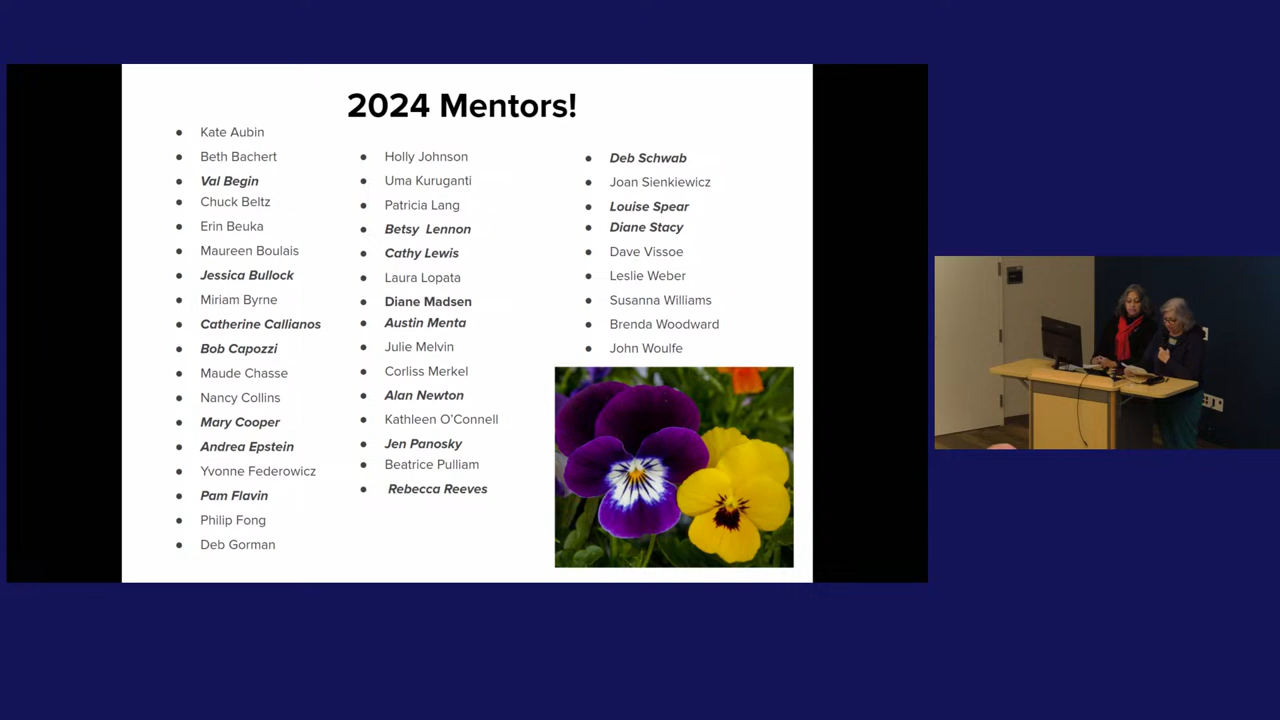 2024 Mentors!
Kate Aubin
Beth Bachert
Val Begin
Chuck Beltz
Erin Beuka
Maureen Boulais
Jessica Bullock
Miriam Byrne
Catherine Callianos
Bob Capozzi
Maude Chasse
Nancy Collins
Mary Cooper
Andrea Epstein
Yvonne Federowicz
Pam Flavin
Philip Fong
Deb Gorman
Holly Johnson
Uma Kuruganti
Patricia Lang
Betsy Lennon
Cathy Lewis
Laura Lopata
Diane Madsen
Austin Menta
Julie Melvin
Corliss Merkel
Alan Newton
Kathleen O'Connell
Jen Panosky
Beatrice Pulliam
Rebecca Reeves
Deb Schwab
Joan Sienkiewicz
Louise Spear
Diane Stacy
Dave Vissoe
Leslie Weber
Susanna Williams
Brenda Woodward
John Woulfe